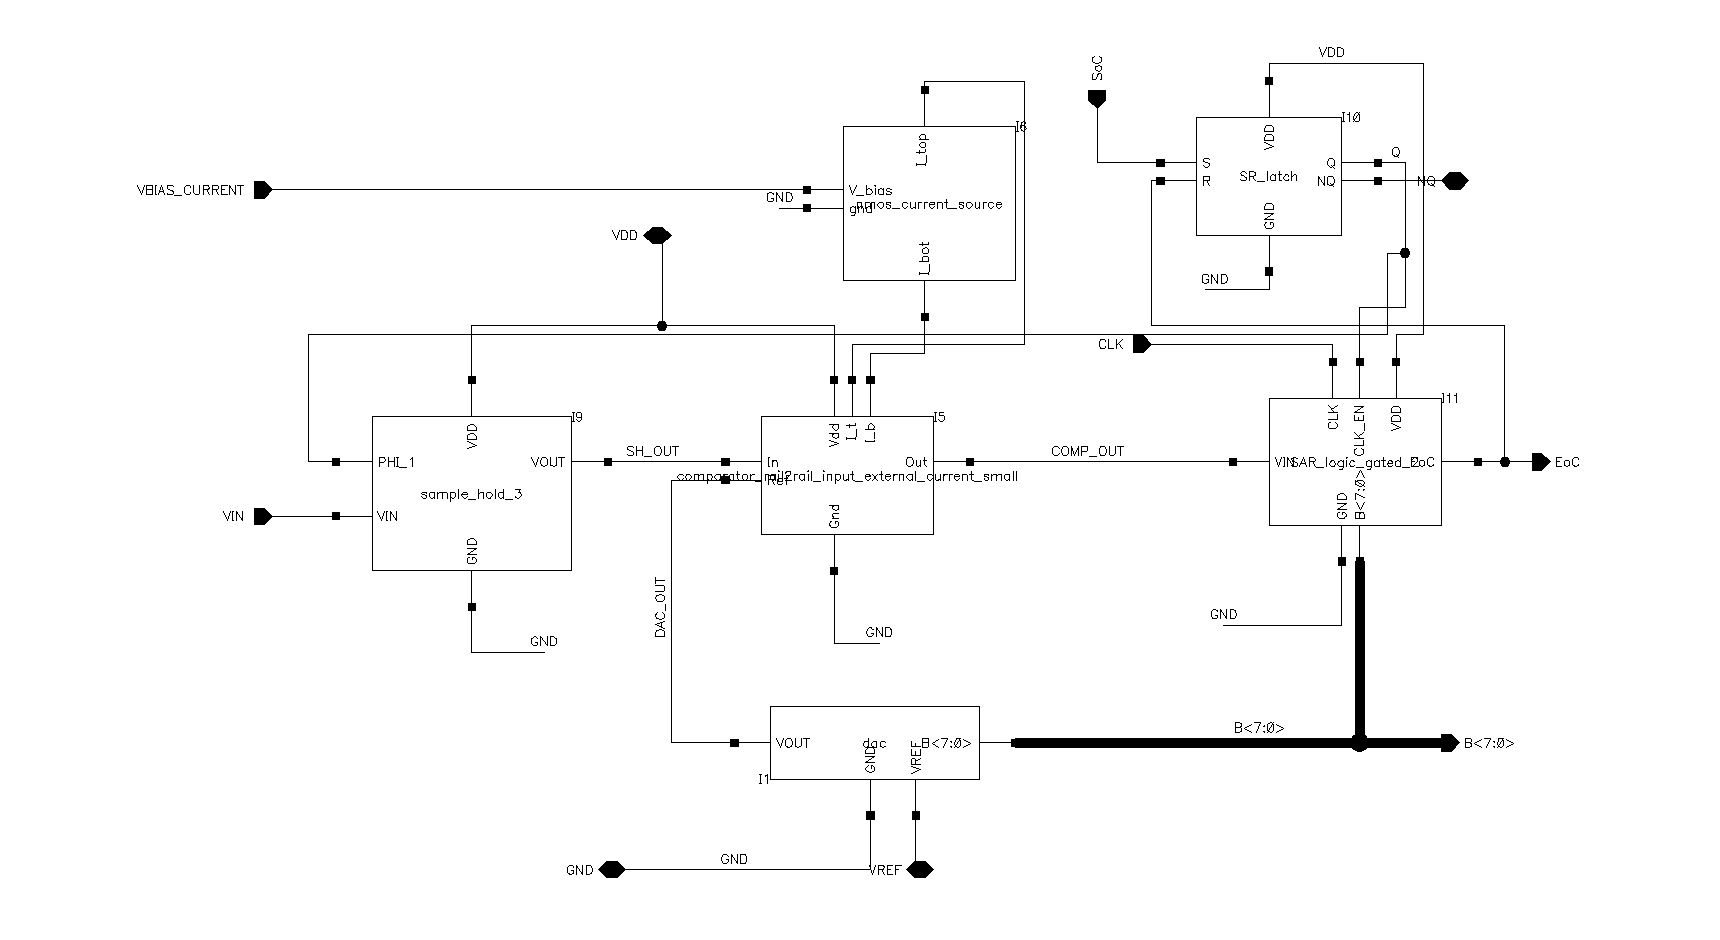 SoC
VDD
I10
VDD
S
R
SR_latch
Q
NQ
Q
NQ
GND
GND
I6
I_top
VBIAS_CURRENT
V_bias
GND
gnd
I_bot
VDD
CLK
I9
VDD
PHI_1
VOUT
sample_hold_3
VIN
VIN
GND
GND
SH_OUT
I5
Vdd
I_t
I_b
In
Ref
Out
Gnd
GND
COMP_OUT
I11
CLK
CLK_EN
VDD
VIN
EoC
GND
B<7:0>
EoC
GND
DAC_OUT
VOUT
dac
B<7:0>
GND
VREF
I1
B<7:0>
B<7:0>
GND
GND
VREF